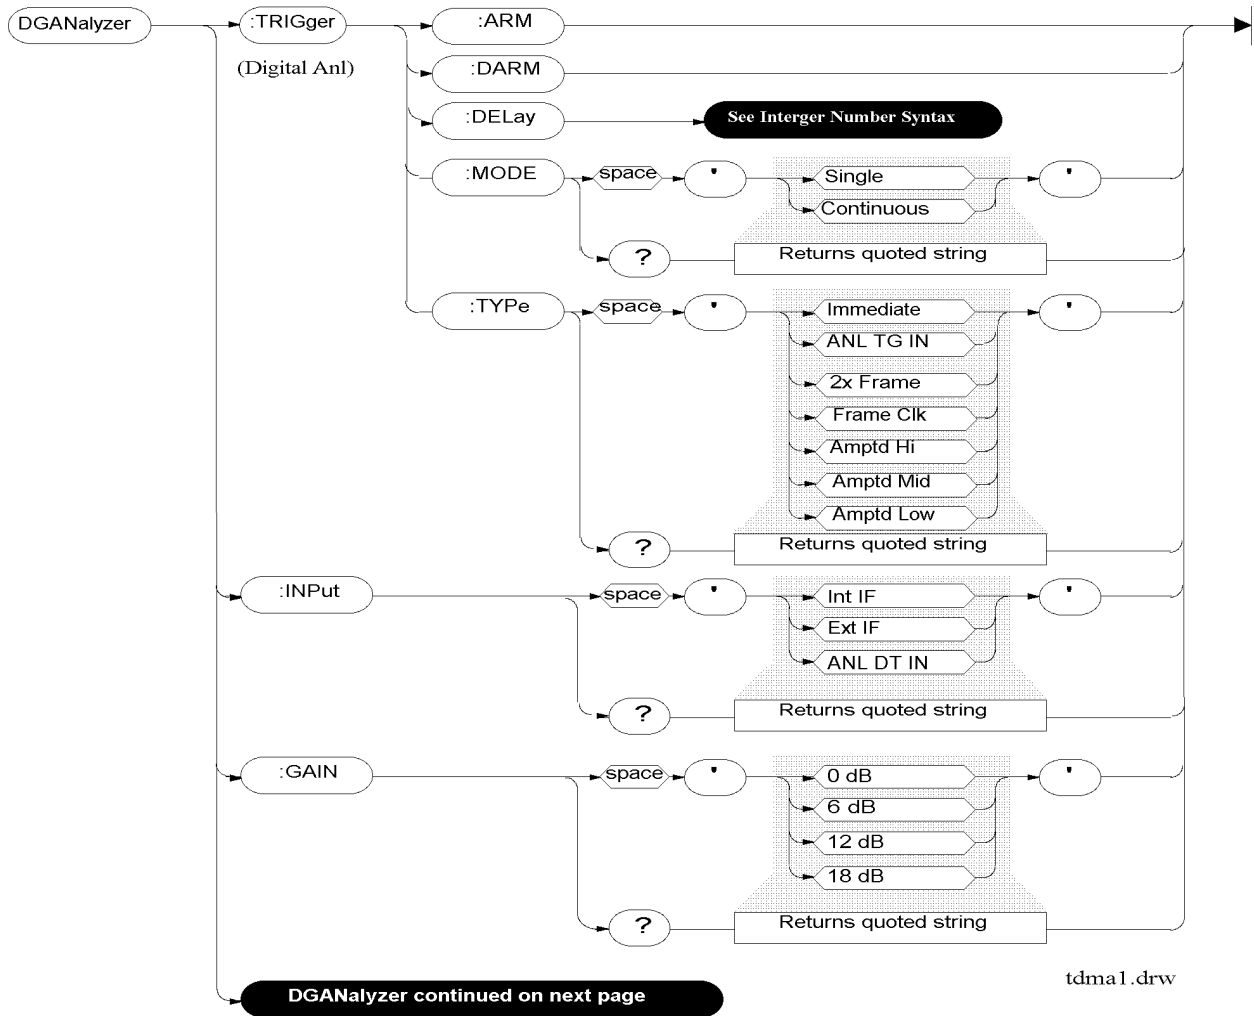 DGANalyzer
:TRIGger
(Digital Anl)
:ARM
:DARM
:DELay
See Interger Number Syntax
:MODE
space
'
Single
Continuous
'
?
Returns quoted string
:TYPe
space
'
Immediate
ANL TG IN
2x Frame
Frame Clk
Amptd Hi
Amptd Mid
Amptd Low
'
?
Returns quoted string
:INPut
space
'
Int IF
Ext IF
ANL DT IN
'
?
Returns quoted string
:GAIN
space
'
0 dB
6 dB
12 dB
18 dB
'
?
Returns quoted string
tdma1.drw
DGANalyzer continued on next page